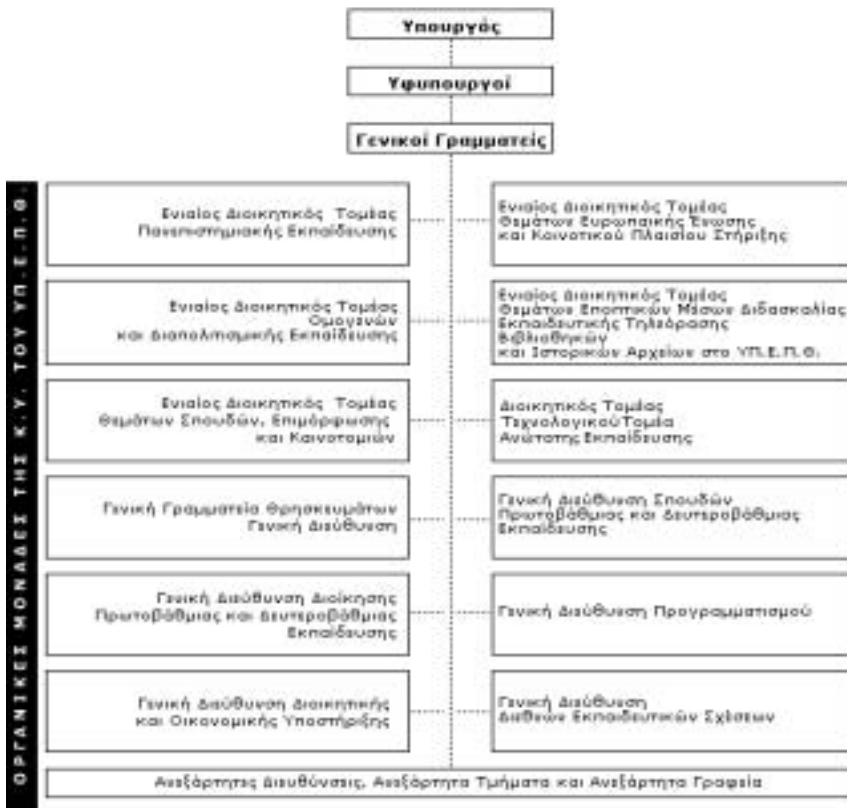 Υπουργός
Υφυπουργοί
Γενικοί Γραμματείς
ΟΡΓΑΝΙΚΕΣ ΜΟΝΑΔΕΣ ΤΗΣ Κ.Υ. ΤΟΥ ΥΠ.Ε.Π.Θ.
Ενιαίος Διοικητικός Τομέας
Πανεπιστημιακής Εκπαίδευσης
Ενιαίος Διοικητικός Τομέας
Θεμάτων Ευρωπαικής Ένωσης
και Κοινοτικού Πλαισίου Στήριξης
Ενιαίος Διοικητικός Τομέας
Ομογενών
και Διαπολιτισμικής Εκπαίδευσης
Ενιαίος Διοικητικός Τομέας
Θεμάτων Εποπτικών Μέσων Διδασκαλίας
Εκπαιδευτικής Τηλεόρασης
Βιβλιοθηκών
και Ιστορικών Αρχείων στο ΥΠ.Ε.Π.Θ.
Ενιαίος Διοικητικός Τομέας
Θεμάτων Σπουδών, Επιμόρφωσης
και Καινοτομιών
Διοικητικός Τομέας
Τεχνολογικού Τομέα
Ανώτατης Εκπαίδευσης
Γενική Γραμματεία Θρησκευμάτων
Γενική Διεύθυνση
Γενική Διεύθυνση Σπουδών
Πρωτοβάθμιας και Δευτεροβάθμιας
Εκπαίδευσης
Γενική Διεύθυνση Διοίκησης
Πρωτοβάθμιας και Δευτεροβάθμιας
Εκπαίδευσης
Γενική Διεύθυνση Προγραμματισμού
Γενική Διεύθυνση Διοικητικής
και Οικονομικής Υποστήριξης
Γενική Διεύθυνση
Διεθνών Εκπαιδευτικών Σχέσεων
Ανεξάρτητες Διευθύνσεις, Ανεξάρτητα Τμήματα και Ανεξάρτητα Γραφεία